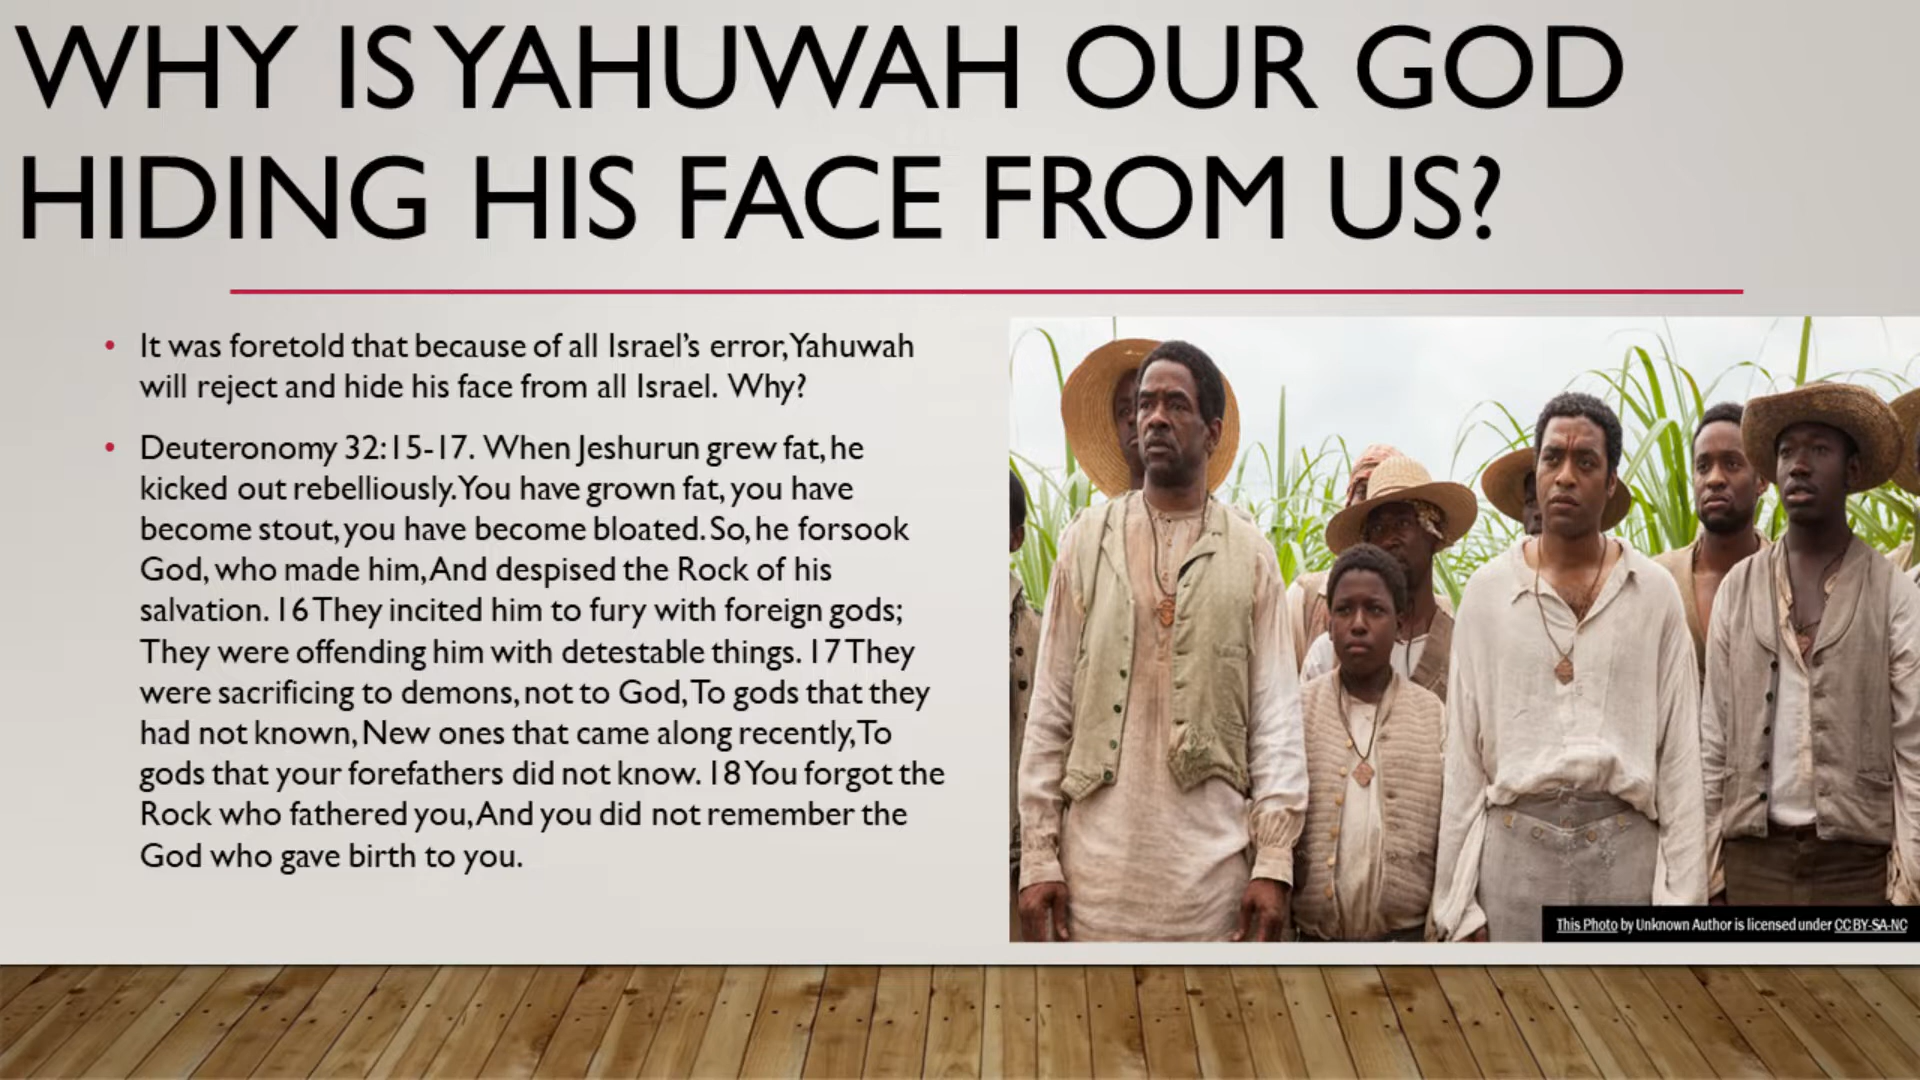 WHY IS YAHUWAH OUR GOD
HIDING HIS FACE FROM US?
• It was foretold that because of all Israel's error, Yahuwah
will reject and hide his face from all Israel. Why?
• Deuteronomy 32:15-17. When Jeshurun grew fat, he
kicked out rebelliously. You have grown fat, you have
become stout, you have become bloated. So, he forsook
God, who made him, And despised the Rock of his
salvation. 16 They incited him to fury with foreign gods;
They were offending him with detestable things. 17 They
were sacrificing to demons, not to God, To gods that they
had not known, New ones that came along recently, To
gods that your forefathers did not know. 18 You forgot the
Rock who fathered you, And you did not remember the
God who gave birth to you.
This Photo by Unknown Author is licensed under CC BY-SA-NC